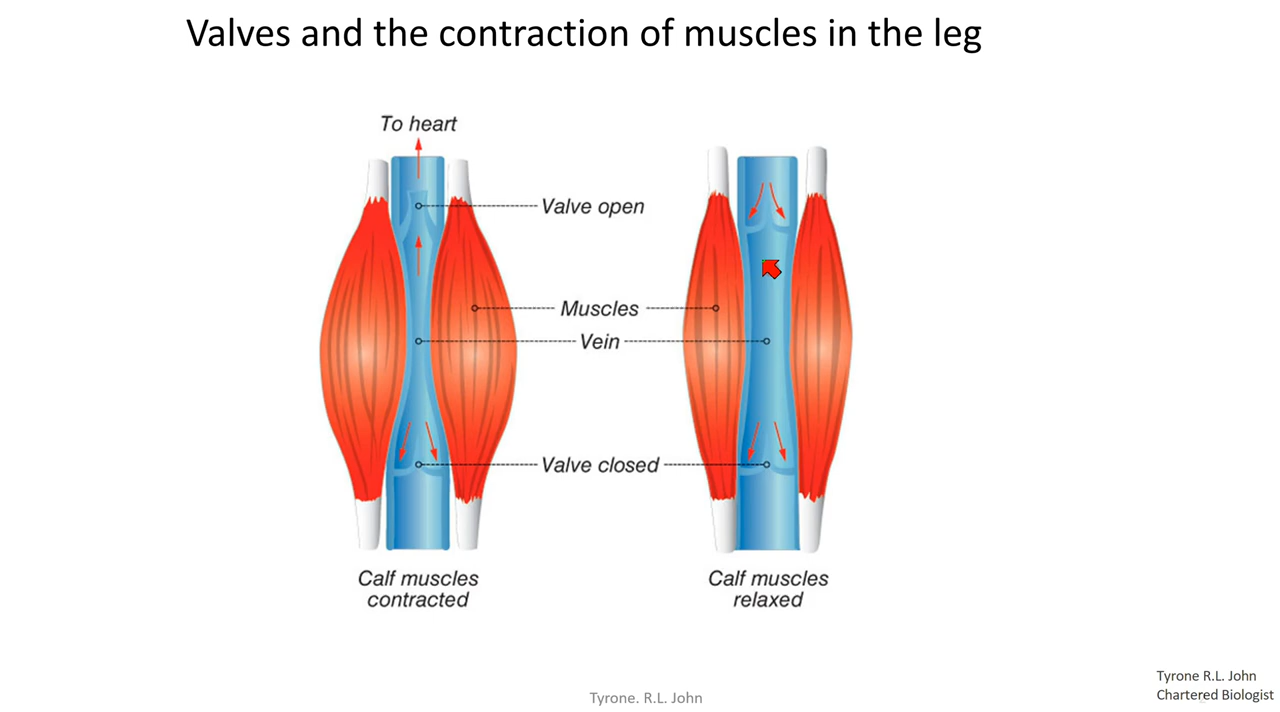 Valves and the contraction of muscles in the leg
To heart
Valve open
Muscles
Vein
Valve closed
Calf muscles
contracted
Calf muscles
relaxed
Tyrone. R.L. John
Tyrone R.L. John
Chartered Biologist